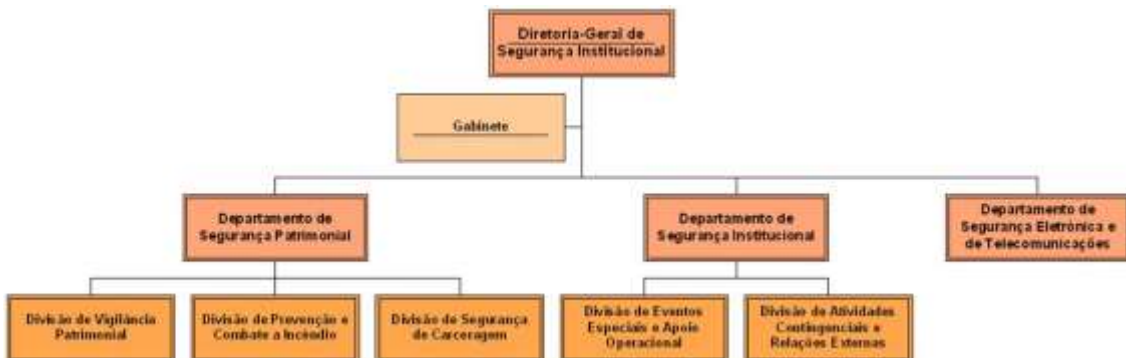 Diretoria-Geral de
Segurança Institucional
Gabinete
Departamento de
Segurança Patrimonial
Departamento de
Segurança Institucional
Departamento de
Segurança Eletrônica e
de Telecomunicações
Divisão de Vigilância
Patrimonial
Divisão de Prevenção e
Combate a Incêndio
Divisão de Segurança
de Carceragem
Divisão de Eventos
Especiais e Apoio
Operacional
Divisão de Atividades
Contingenciais e
Relações Externas